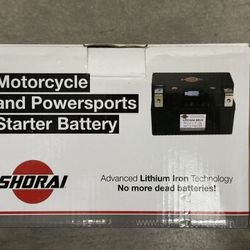 Motorcycle
and Powersports
Starter Battery
SHORAI
Advanced Lithium Iron Technology
No more dead batteries!